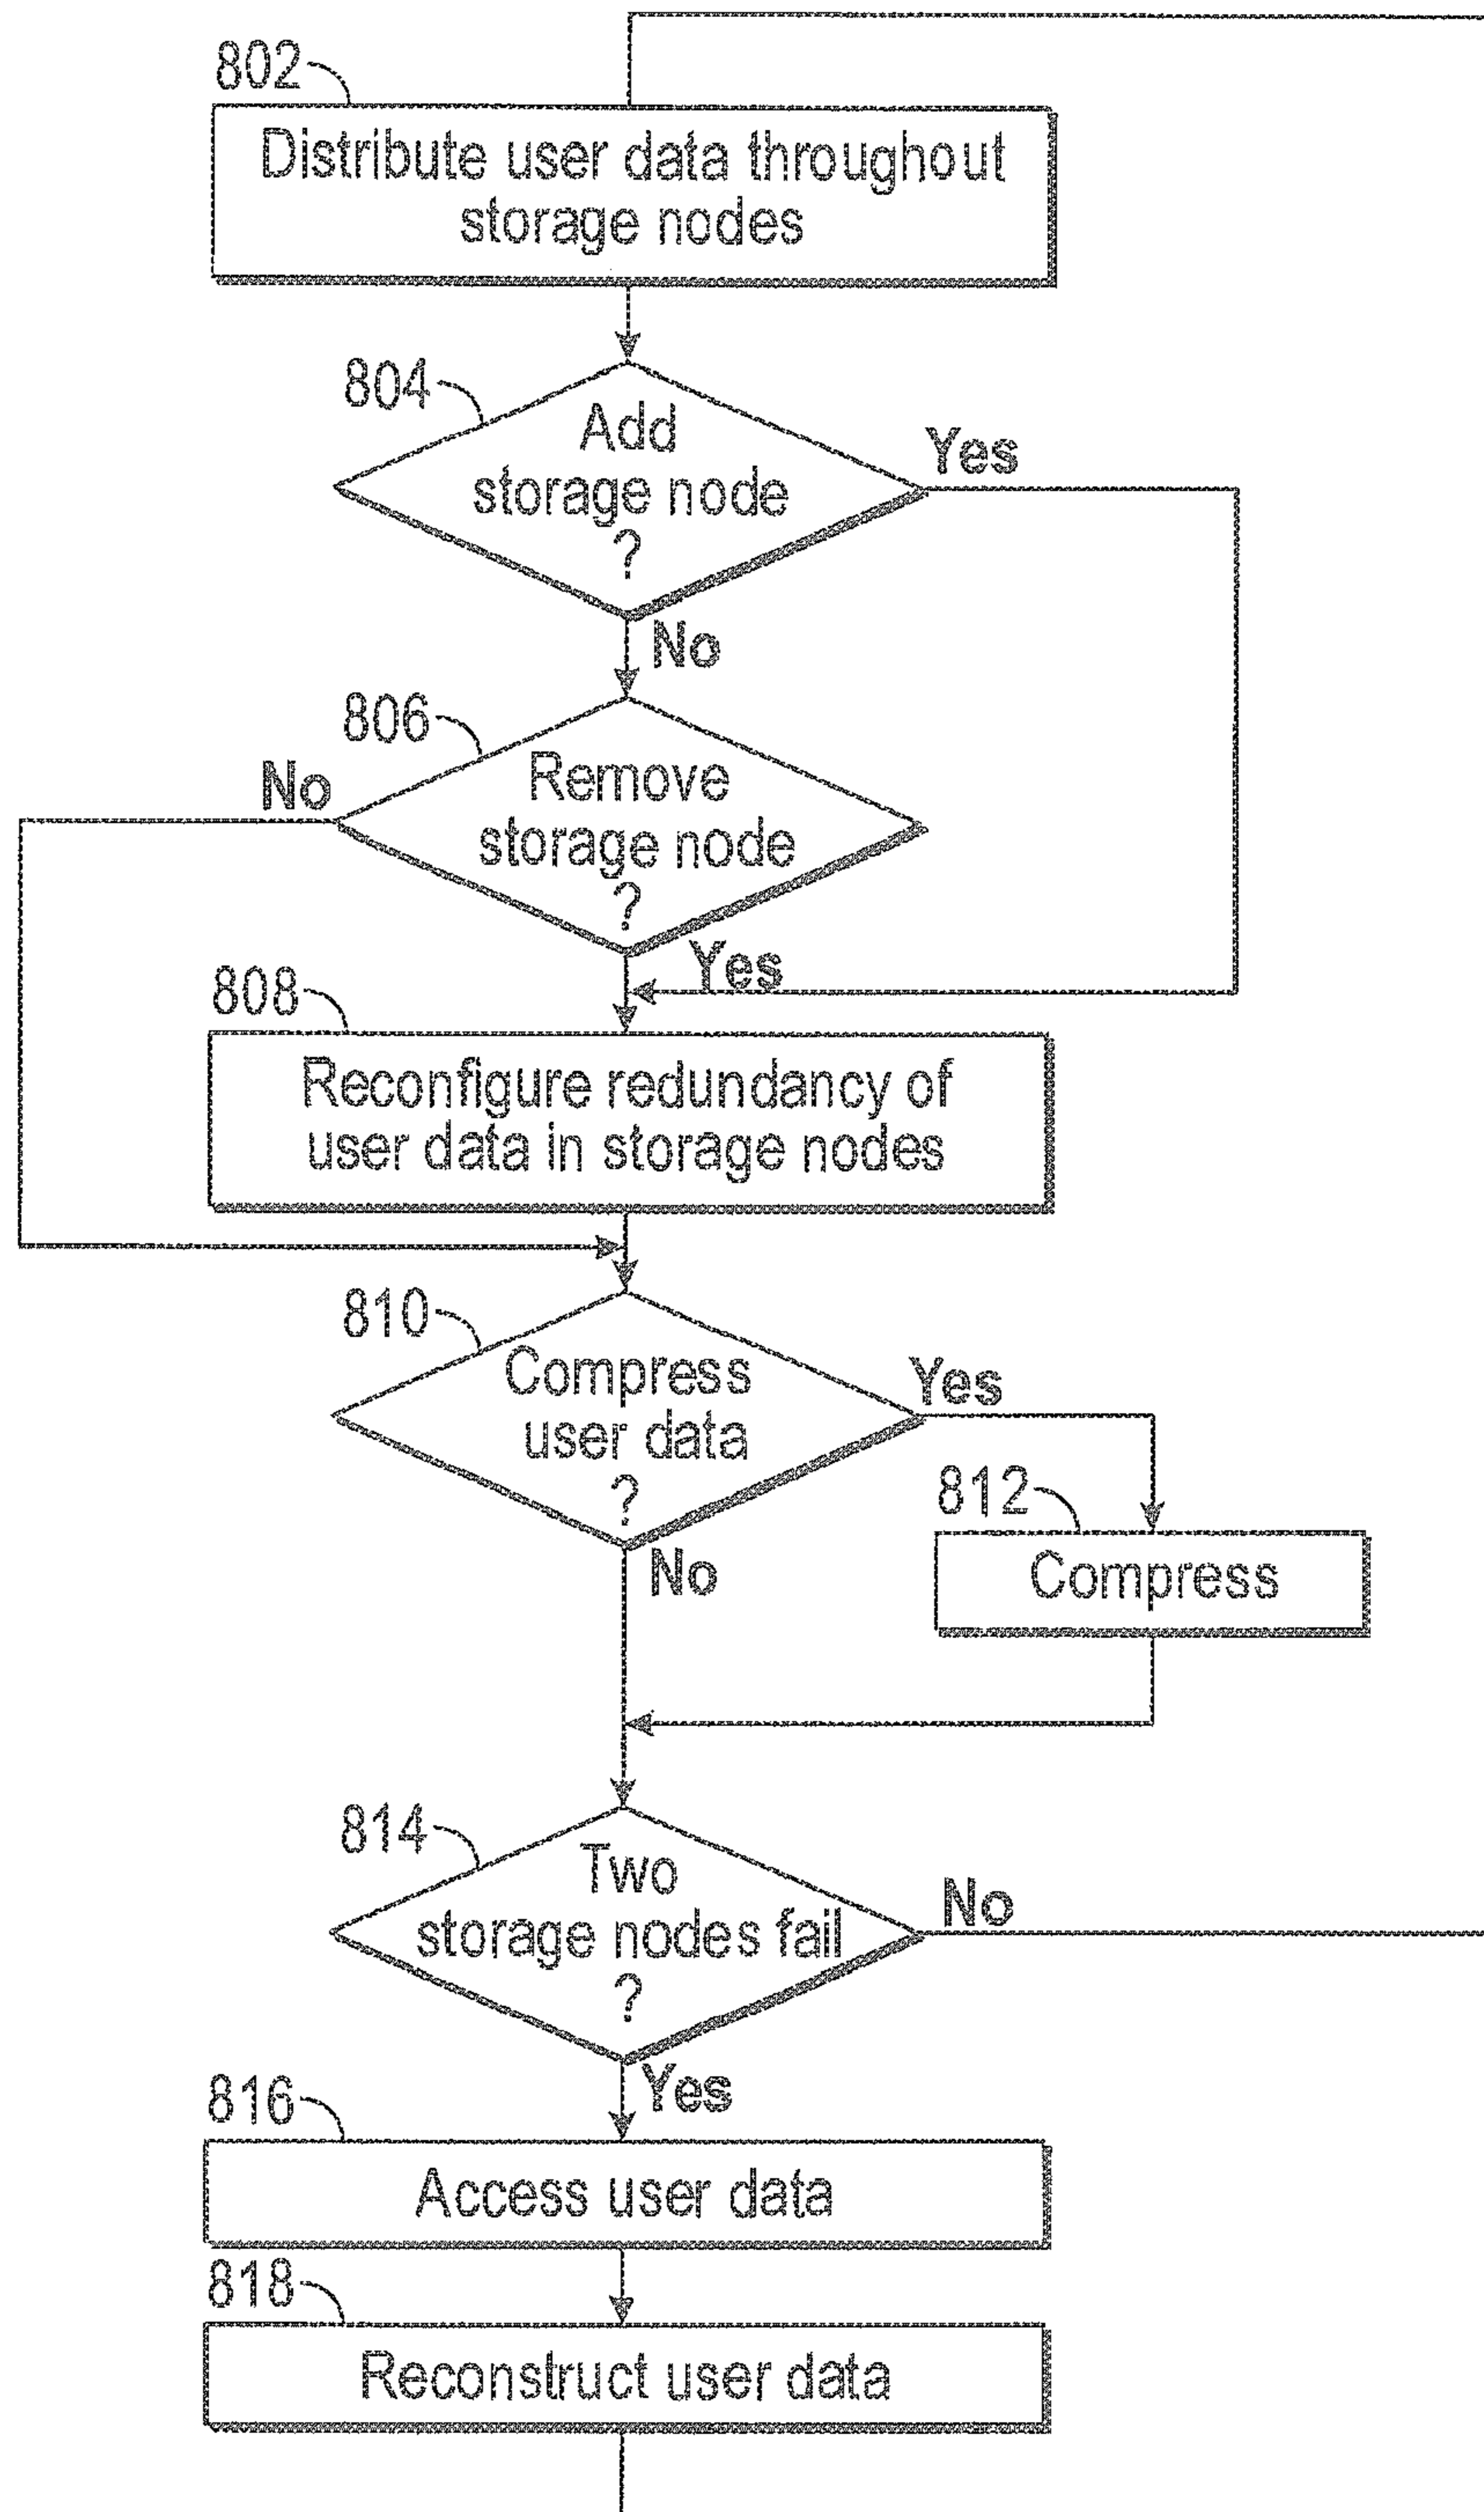 802
Distribute user data throughout
storage nodes
804
Add
storage node
?
Yes
No
806
No
Remove
storage node
?
Yes
808
Reconfigure redundancy of
user data in storage nodes
810
Compress
user data
?
Yes
No
812
Compress
814
Two
storage nodes fail
?
No
Yes
816
Access user data
818
Reconstruct user data